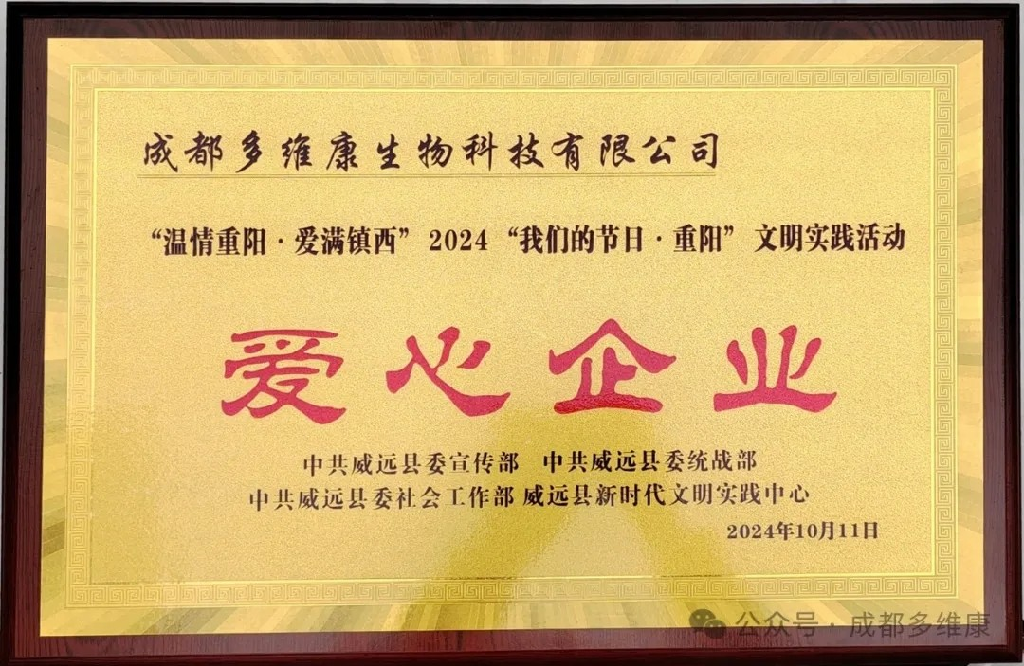 成都多维康生物科技有限公司
“温情重阳·爱满镇西”2024“我们的节日·重阳”文明实践活动
爱心企业
中共威远县委宣传部 中共威远县委统战部
中共威远县委社会工作部 威远县新时代文明实践中心
2024年10月11日
公众号·成都多维康